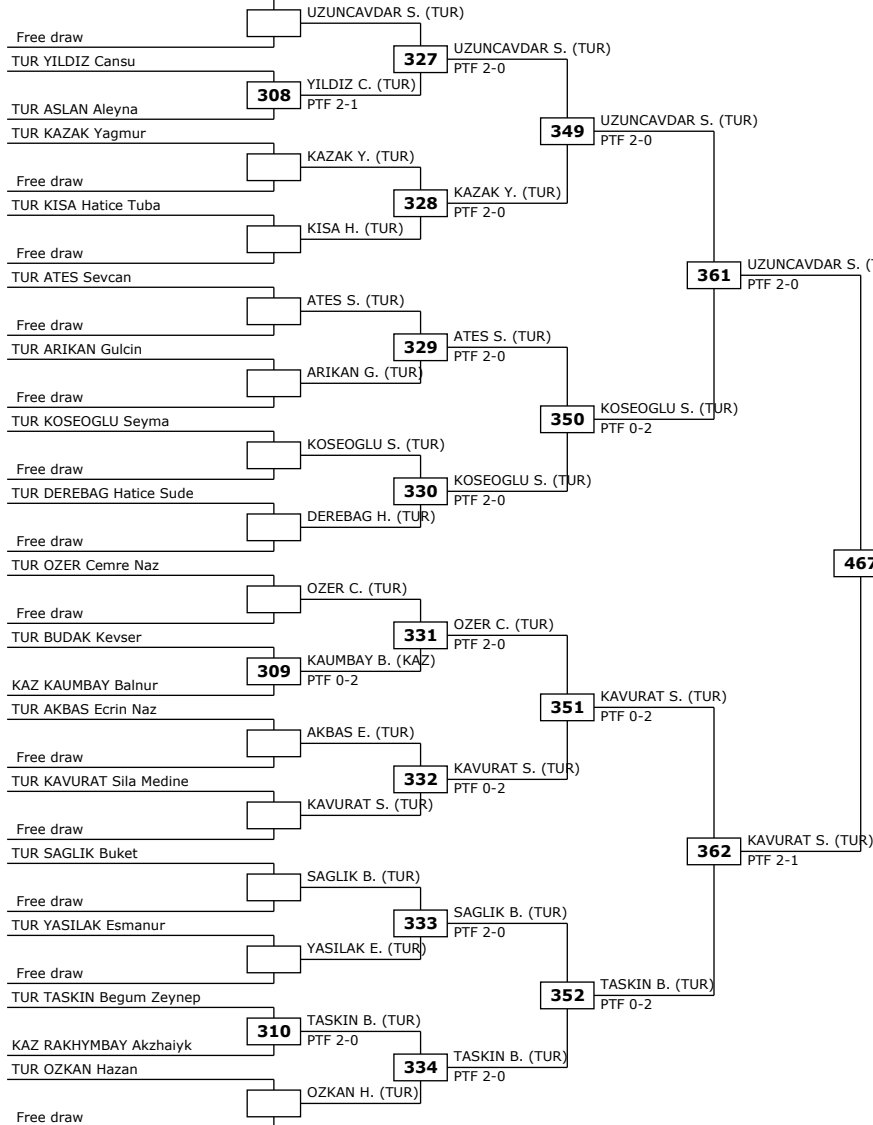 UZUNCAVDAR S. (TUR)
Free draw
TUR YILDIZ Cansu
327
UZUNCAVDAR S. (TUR)
PTF 2-0
308
YILDIZ C. (TUR)
PTF 2-1
TUR ASLAN Aleyna
TUR KAZAK Yagmur
349
UZUNCAVDAR S. (TUR)
PTF 2-0
KAZAK Y. (TUR)
Free draw
TUR KISA Hatice Tuba
328
KAZAK Y. (TUR)
PTF 2-0
KISA H. (TUR)
Free draw
TUR ATES Sevcan
361
UZUNCAVDAR S. (
PTF 2-0
ATES S. (TUR)
Free draw
TUR ARIKAN Gulcin
329
ATES S. (TUR)
PTF 2-0
ARIKAN G. (TUR)
Free draw
TUR KOSEOGLU Seyma
350
KOSEOGLU S. (TUR)
PTF 0-2
KOSEOGLU S. (TUR)
Free draw
TUR DEREBAG Hatice Sude
330
KOSEOGLU S. (TUR)
PTF 2-0
DEREBAG H. (TUR)
Free draw
TUR OZER Cemre Naz
467
OZER C. (TUR)
Free draw
TUR BUDAK Kevser
331
OZER C. (TUR)
PTF 2-0
309
KAUMBAY B. (KAZ)
PTF 0-2
KAZ KAUMBAY Balnur
TUR AKBAS Ecrin Naz
351
KAVURAT S. (TUR)
PTF 0-2
AKBAS E. (TUR)
Free draw
TUR KAVURAT Sila Medine
332
KAVURAT S. (TUR)
PTF 0-2
KAVURAT S. (TUR)
Free draw
TUR SAGLIK Buket
362
KAVURAT S. (TUR)
PTF 2-1
SAGLIK B. (TUR)
Free draw
TUR YASILAK Esmanur
333
SAGLIK B. (TUR)
PTF 2-0
YASILAK E. (TUR)
Free draw
TUR TASKIN Begum Zeynep
352
TASKIN B. (TUR)
PTF 0-2
310
TASKIN B. (TUR)
PTF 2-0
KAZ RAKHYMBAY Akzhaiyk
TUR OZKAN Hazan
334
TASKIN B. (TUR)
PTF 2-0
OZKAN H. (TUR)
Free draw